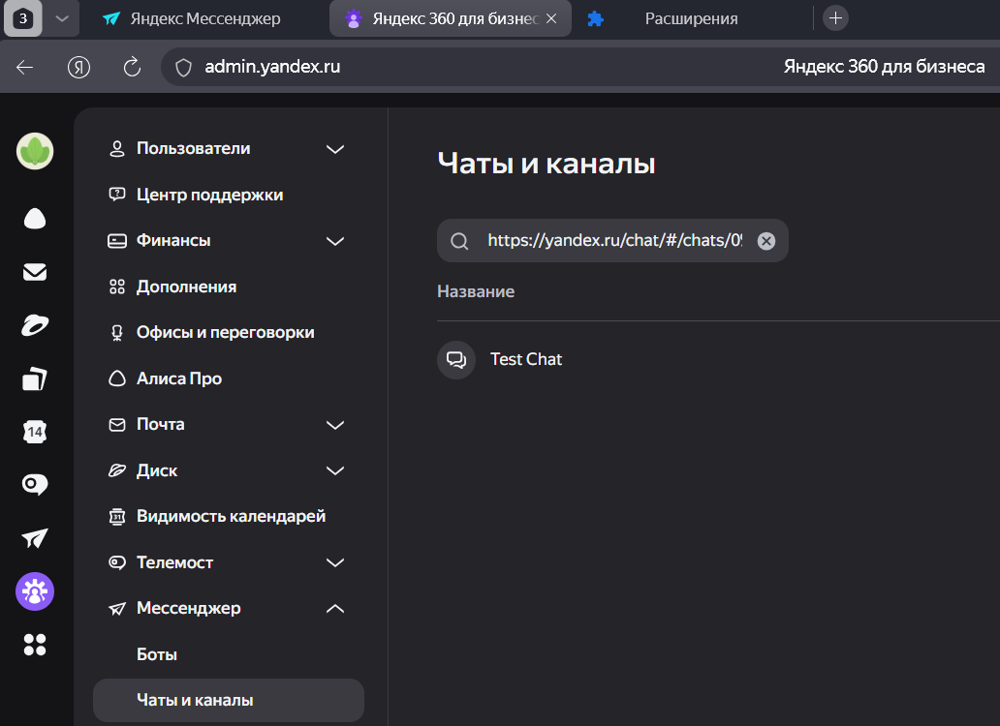 3
Яндекс Мессенджер
Яндекс 360 для бизнес
Расширения
Я
admin.yandex.ru
Яндекс 360 для бизнеса
14
Пользователи
Центр поддержки
Финансы
Дополнения
Офисы и переговорки
Алиса Про
Почта
Диск
31
Видимость календарей
Телемост
Мессенджер
Боты
Чаты и каналы
Чаты и каналы
https://yandex.ru/chat/#/chats/0
Название
Test Chat